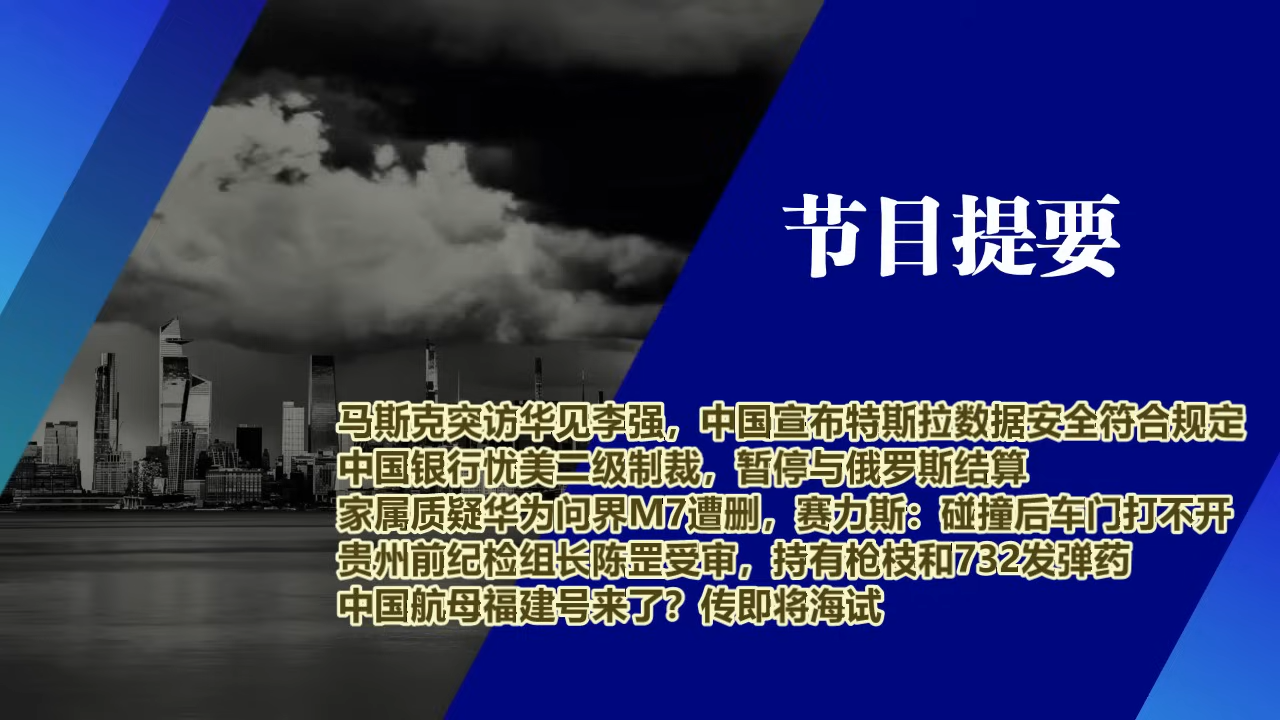 节目提要
马斯克突访华见李强，中国宣布特斯拉数据安全符合规定
中国银行忧美二级制裁，暂停与俄罗斯结算
家属质疑华为问界M7遭删，赛力斯：碰撞后车门打不开
贵州前纪检组长陈罡受审，持有枪枝和732发弹药
中国航母福建号来了？传即将海试